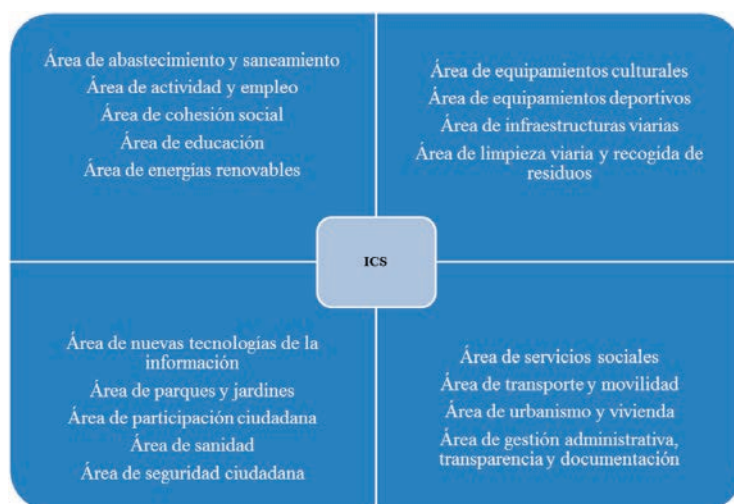 Área de abastecimiento y saneamiento
Área de actividad y empleo
Área de cohesión social
Área de educación
Área de energías renovables
Área de equipamientos culturales
Área de equipamientos deportivos
Área de infraestructuras viarias
Área de limpieza viaria y recogida de
residuos
ICS
Área de nuevas tecnologías de la
información
Área de parques y jardines
Área de participación ciudadana
Área de sanidad
Área de seguridad ciudadana
Área de servicios sociales
Área de transporte y movilidad
Área de urbanismo y vivienda
Área de gestión administrativa,
transparencia y documentación